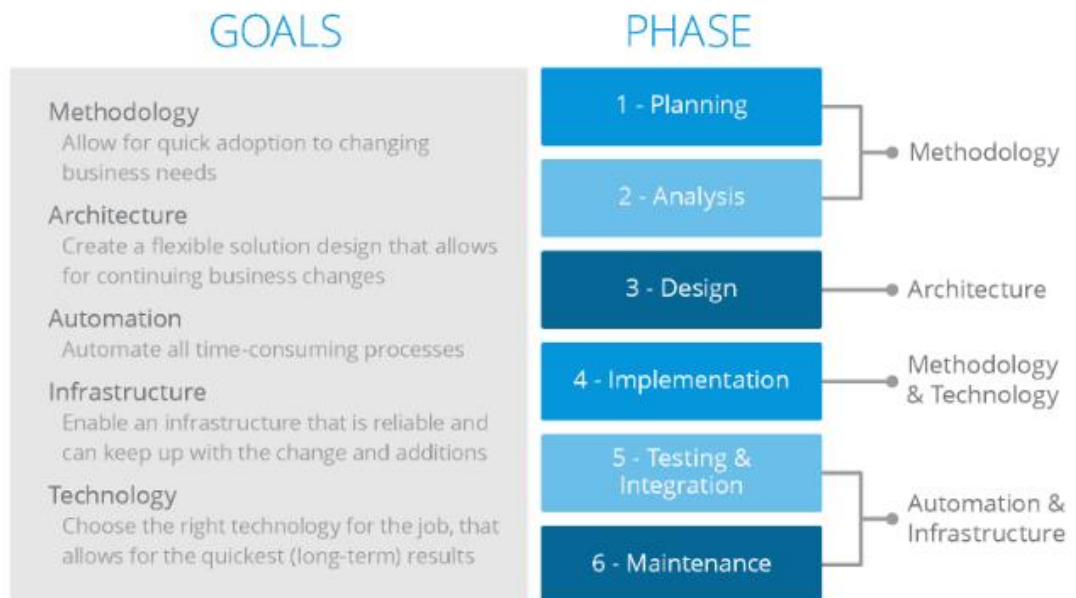 GOALS
Methodology
Allow for quick adoption to changing
business needs
Architecture
Create a flexible solution design that allows
for continuing business changes
Automation
Automate all time-consuming processes
Infrastructure
Enable an infrastructure that is reliable and
can keep up with the change and additions
Technology
Choose the right technology for the job, that
allows for the quickest (long-term) results
PHASE
1 - Planning
2 - Analysis
3 - Design
4 - Implementation
5 - Testing &
Integration
6 - Maintenance
Methodology
Architecture
Methodology
& Technology
Automation &
Infrastructure